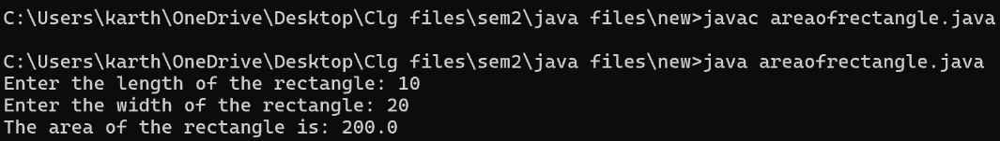 C:\Users\karth\OneDrive\Desktop\Clg files\sem2\java files\new>javac areaofrectangle.java
C:\Users\karth\OneDrive\Desktop\Clg files\sem2\java files\new>java areaofrectangle.java
Enter the length of the rectangle: 10
Enter the width of the rectangle: 20
The area of the rectangle is: 200.0